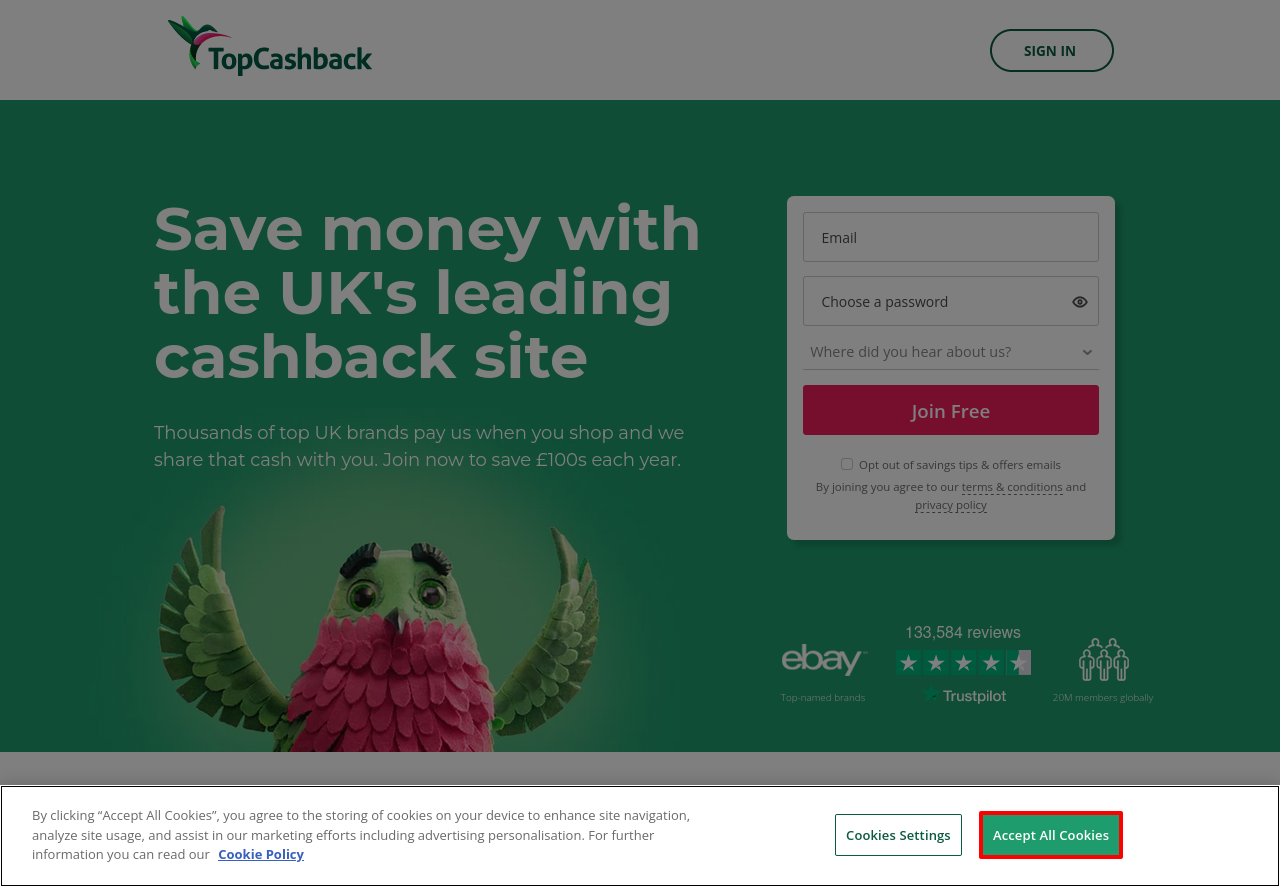 TopCashback
SIGN IN
Save money with
the UK's leading
cashback site
Thousands of top UK brands pay us when you shop and we
share that cash with you. Join now to save £100s each year.
Email
Choose a password
Where did you hear about us?
Join Free
Opt out of savings tips & offers emails
By joining you agree to our terms & conditions and
privacy policy
ebay™
Top-named brands
133,584 reviews
Trustpilot
20M members globally
By clicking “Accept All Cookies”, you agree to the storing of cookies on your device to enhance site navigation,
analyze site usage, and assist in our marketing efforts including advertising personalisation. For further
information you can read our Cookie Policy
Cookies Settings
Accept All Cookies